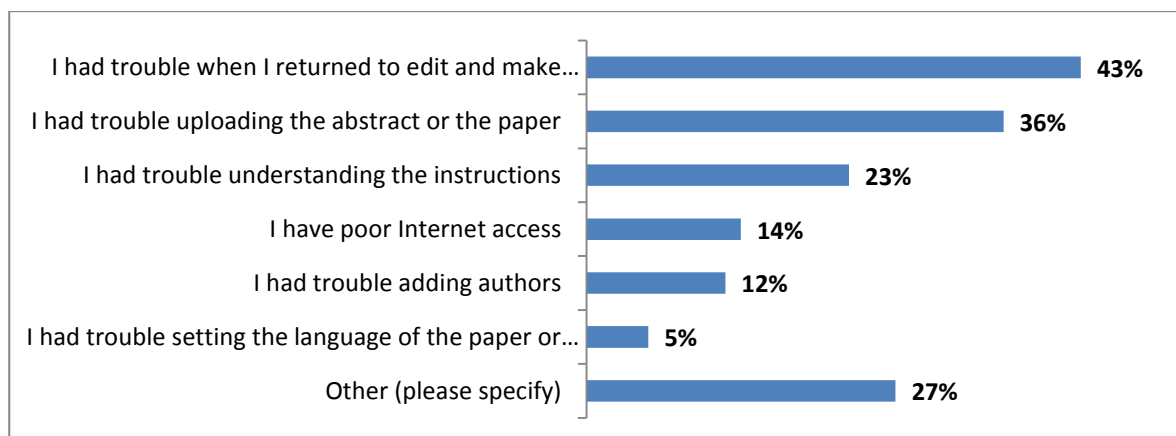 I had trouble when I returned to edit and make… 43%
I had trouble uploading the abstract or the paper 36%
I had trouble understanding the instructions 23%
I have poor Internet access 14%
I had trouble adding authors 12%
I had trouble setting the language of the paper or… 5%
Other (please specify) 27%